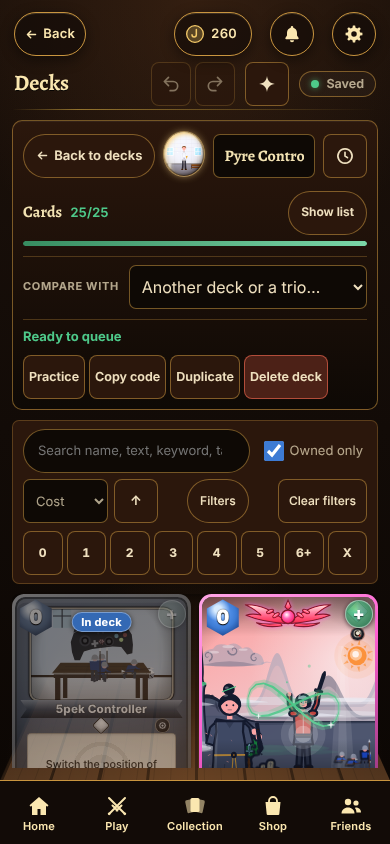 ← Back
J 260
Decks
Saved
← Back to decks
Pyre Contro
Cards 25/25
Show list
COMPARE WITH
Another deck or a trio...
Ready to queue
Practice
Copy code
Duplicate
Delete deck
Search name, text, keyword, t
Owned only
Cost
↑
Filters
Clear filters
0 1 2 3 4 5 6+ X
0
In deck
+
0
+
5pek Controller
Switch the position of
Home
Play
Collection
Shop
Friends